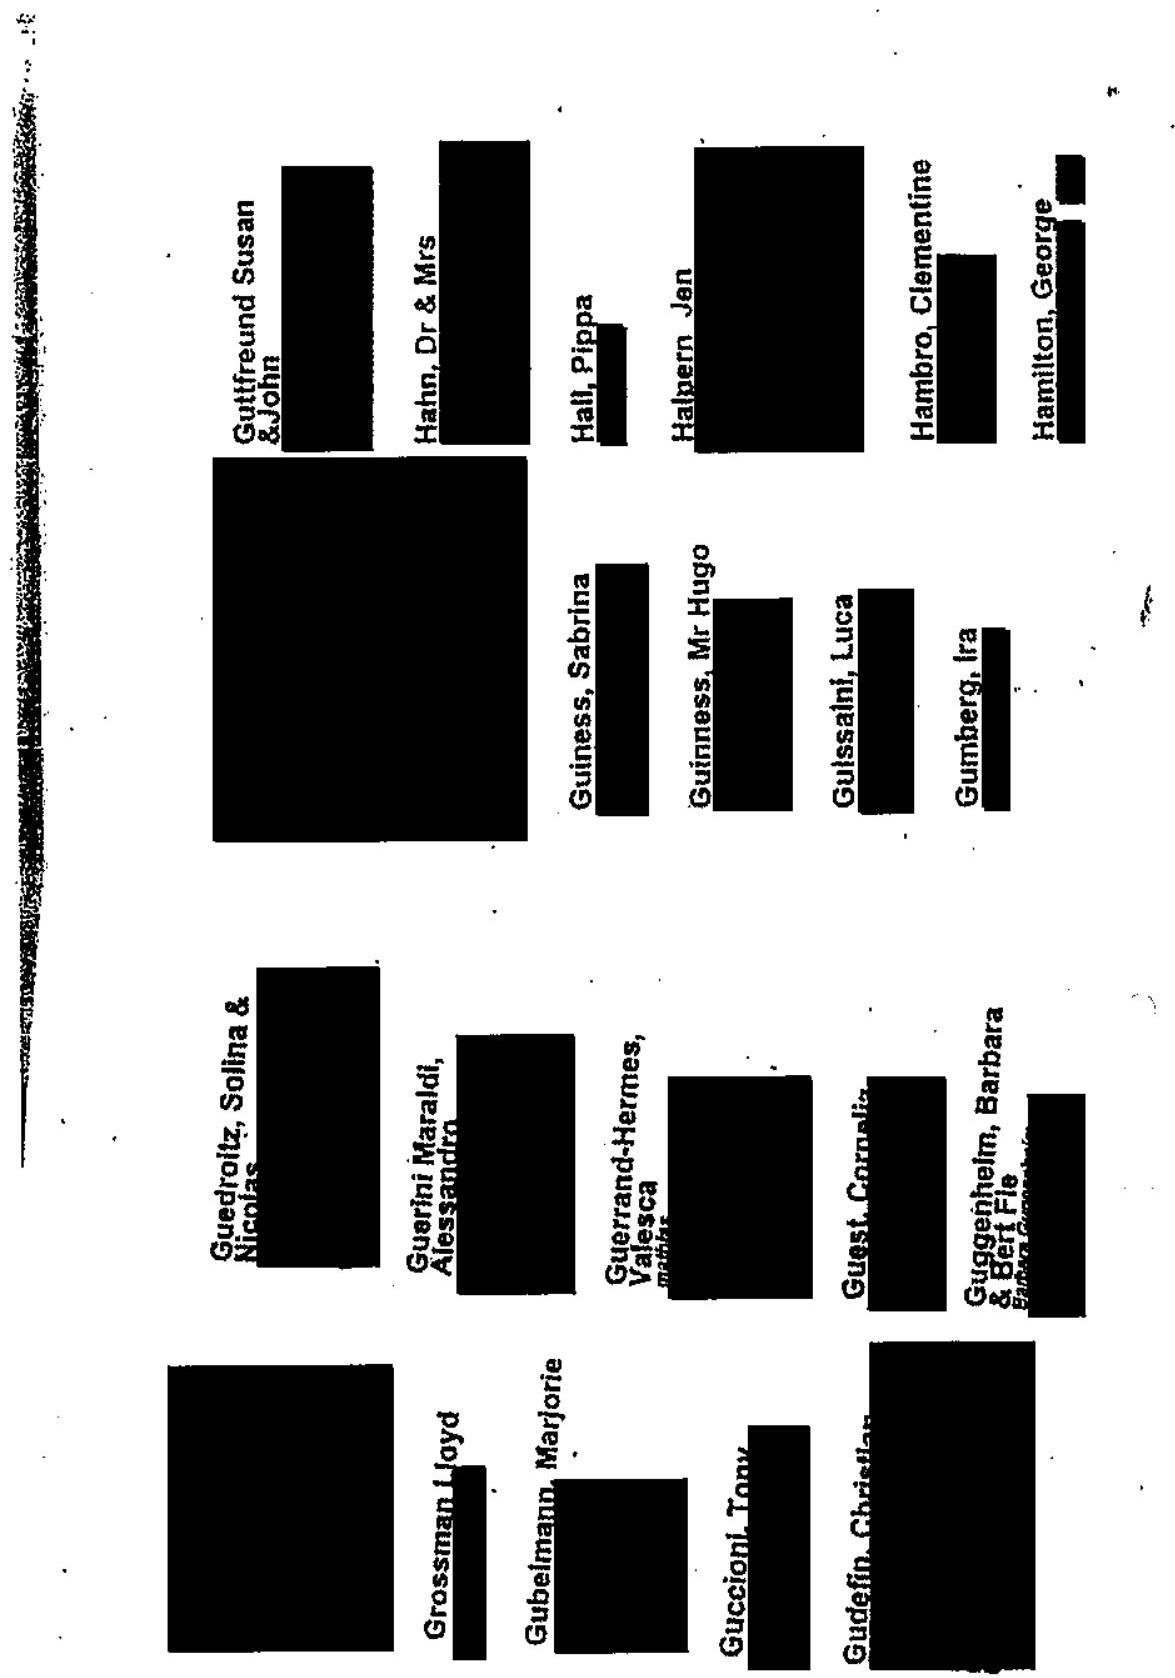 Grossman Lloyd
Gubelmann, Marjorie
Guccioni, Tony
Gudefin, Christian
Guedroitz, Solina &
Nicolas
Guerini Maraldi,
Alessandro
Guerrand-Hermes,
Valesca
mathias
Guest, Cornelia
Guggenheim, Barbara
& Bert Fie
Barbara Guggenheim
Guiness, Sabrina
Guinness, Mr Hugo
Guissaini, Luca
Gumberg, Ira
Guttfreund Susan
&John
Hahn, Dr & Mrs
Hall, Pippa
Halpern Jen
Hambro, Clementine
Hamilton, George